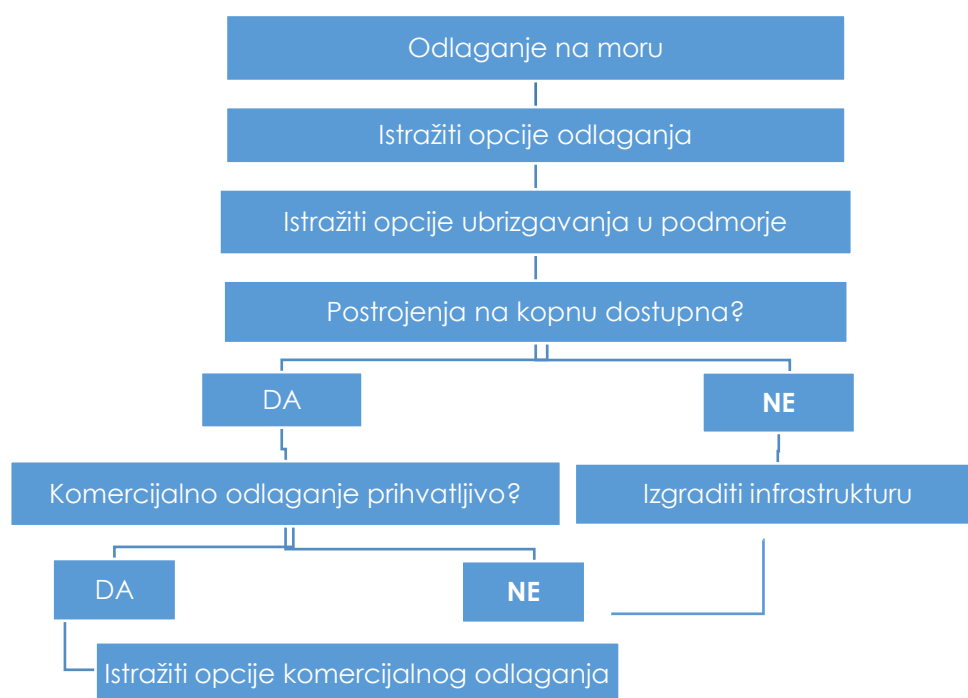 Odlaganje na moru
Istražiti opcije odlaganja
Istražiti opcije ubrizgavanja u podmorje
Postrojenja na kopnu dostupna?
DA
NE
Komercijalno odlaganje prihvatljivo?
Izgraditi infrastrukturu
DA
NE
Istražiti opcije komercijalnog odlaganja